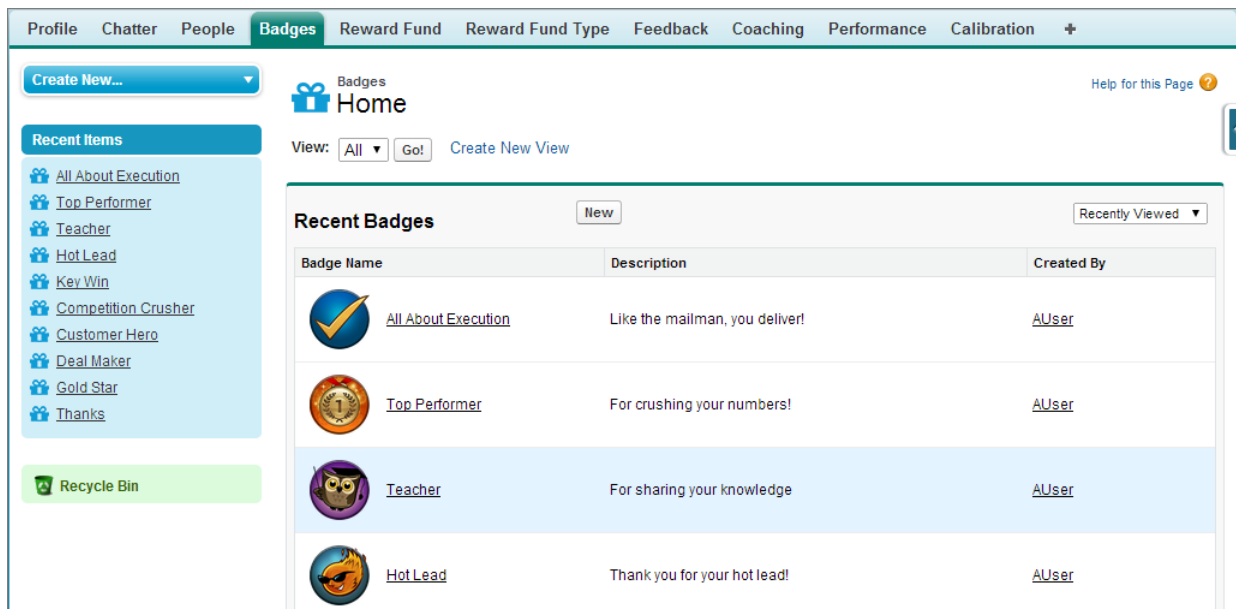 Profile Chatter People Badges Reward Fund Reward Fund Type Feedback Coaching Performance Calibration +
Create New...
Recent Items
All About Execution
Top Performer
Teacher
Hot Lead
Key Win
Competition Crusher
Customer Hero
Deal Maker
Gold Star
Thanks
Recycle Bin
Badges
Home
Help for this Page ?
View: All Go! Create New View
Recent Badges New Recently Viewed
Badge Name Description Created By
All About Execution Like the mailman, you deliver! AUser
1 Top Performer For crushing your numbers! AUser
Teacher For sharing your knowledge AUser
Hot Lead Thank you for your hot lead! AUser